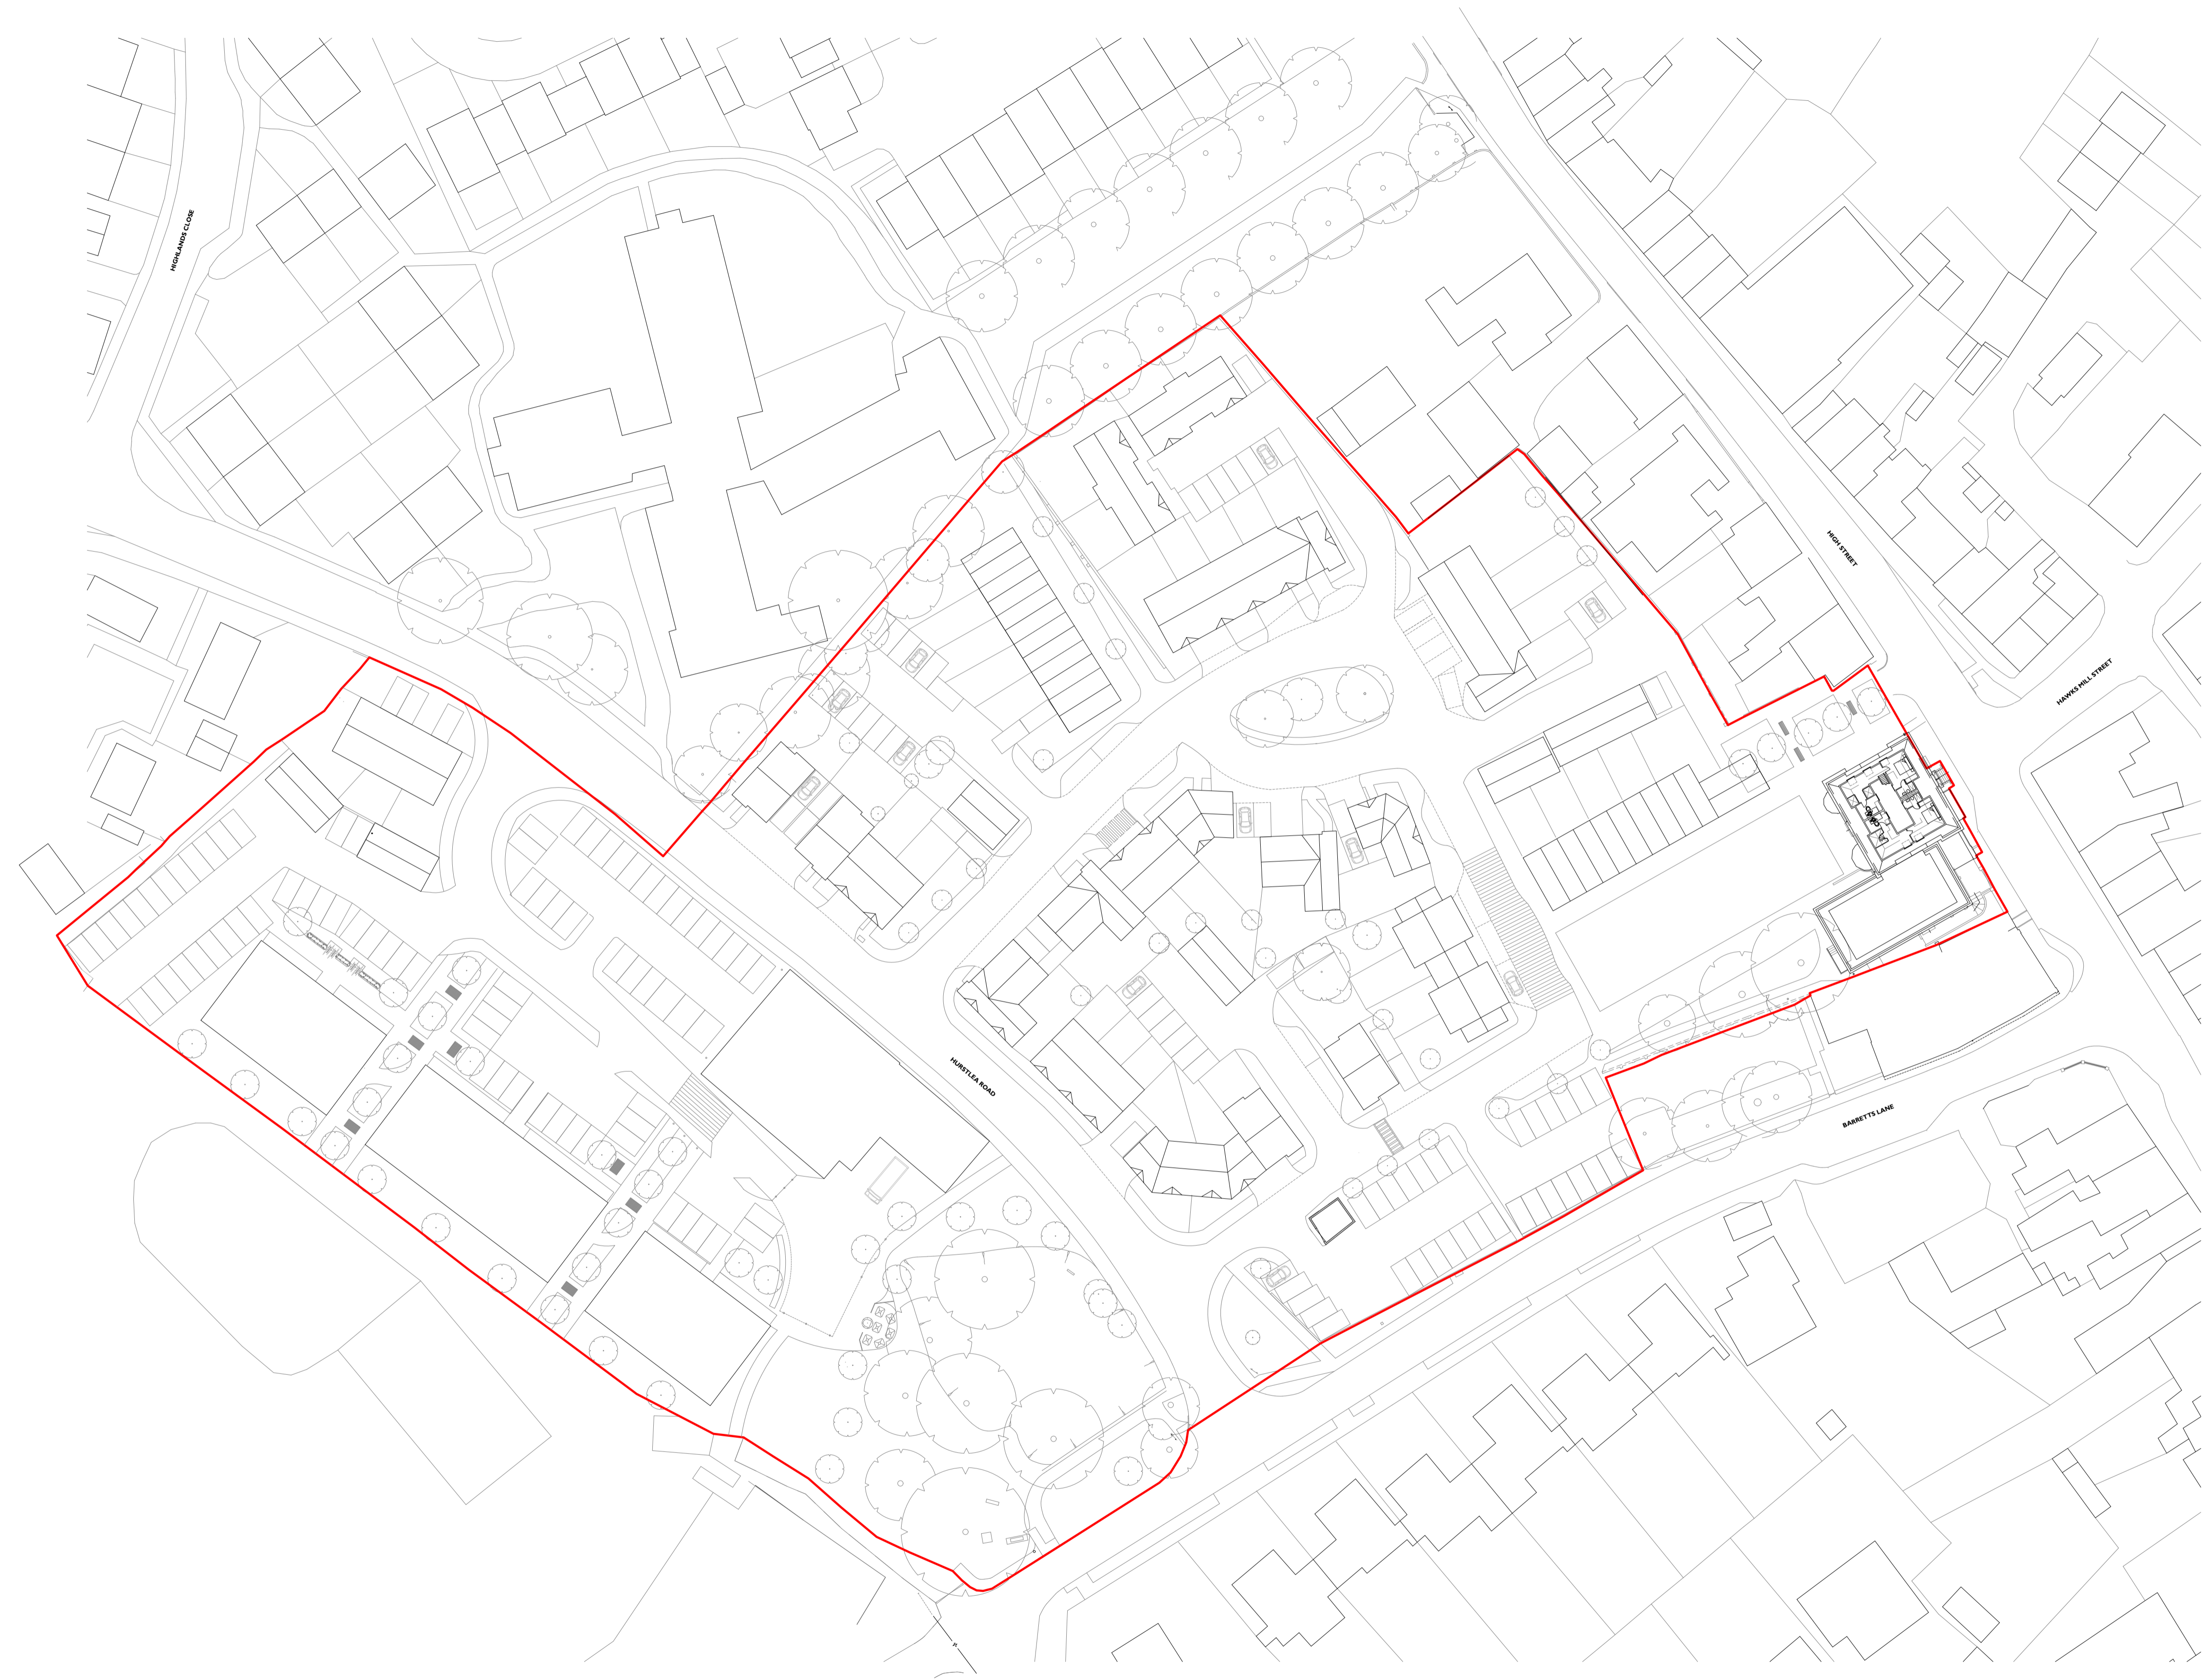 HIGHLANDS CLOSE
HIGH STREET
HAWKS MILL STREET
HURSTLEA ROAD
BARRETTS LANE